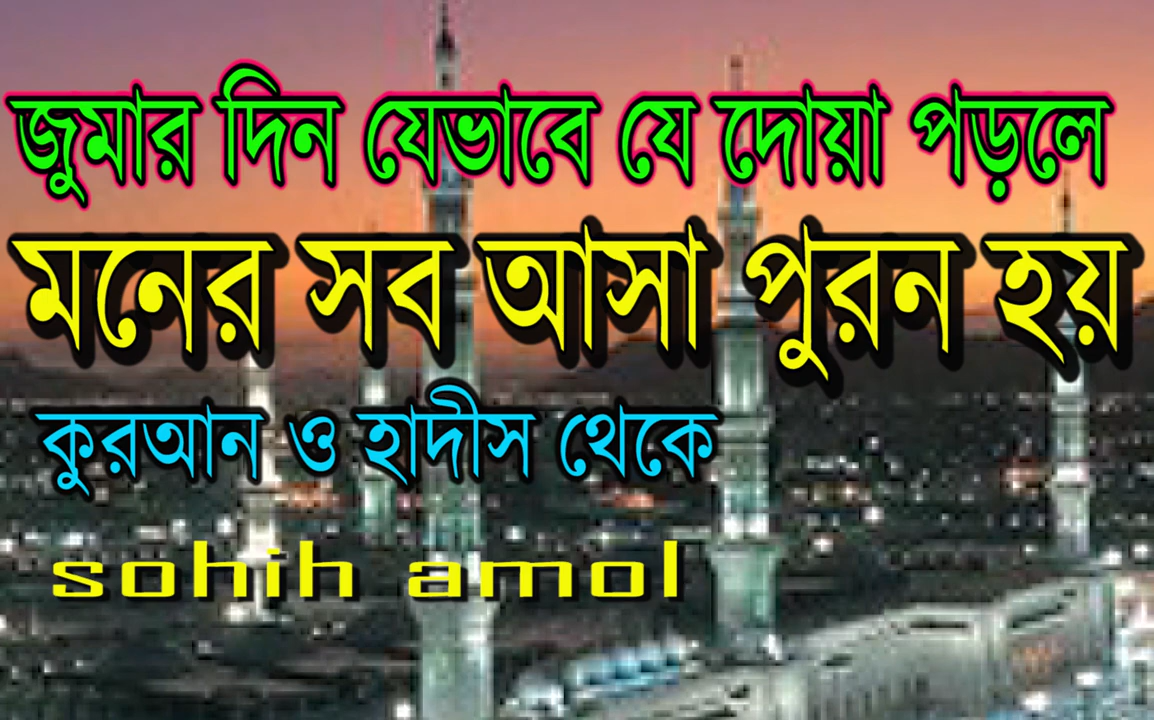 জুমার দিন যেভাবে যে দোয়া পড়লে
মনের সব আসা পুরন হয়
কুরআন ও হাদীস থেকে
sohih amol